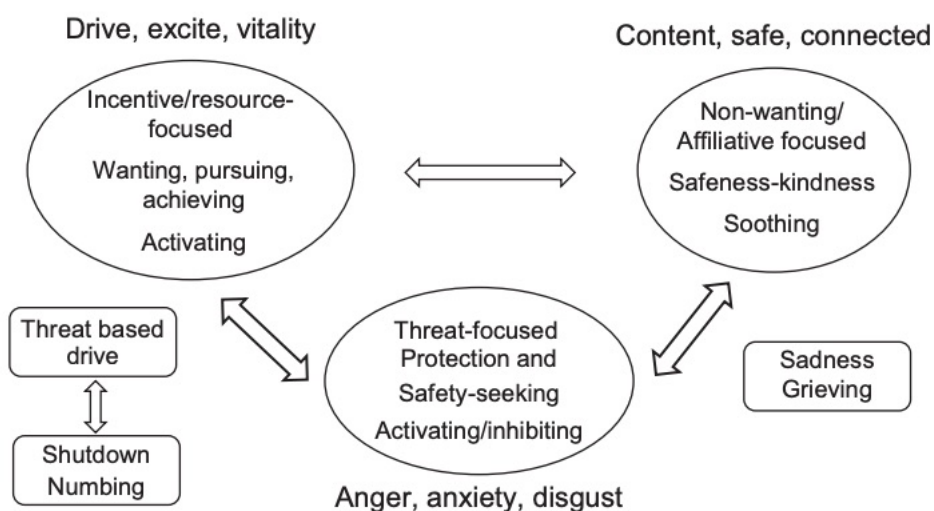 Drive, excite, vitality
Incentive/resource-
focused
Wanting, pursuing,
achieving
Activating
Content, safe, connected
Non-wanting/
Affiliative focused
Safeness-kindness
Soothing
Threat based
drive
Shutdown
Numbing
Threat-focused
Protection and
Safety-seeking
Activating/inhibiting
Anger, anxiety, disgust
Sadness
Grieving